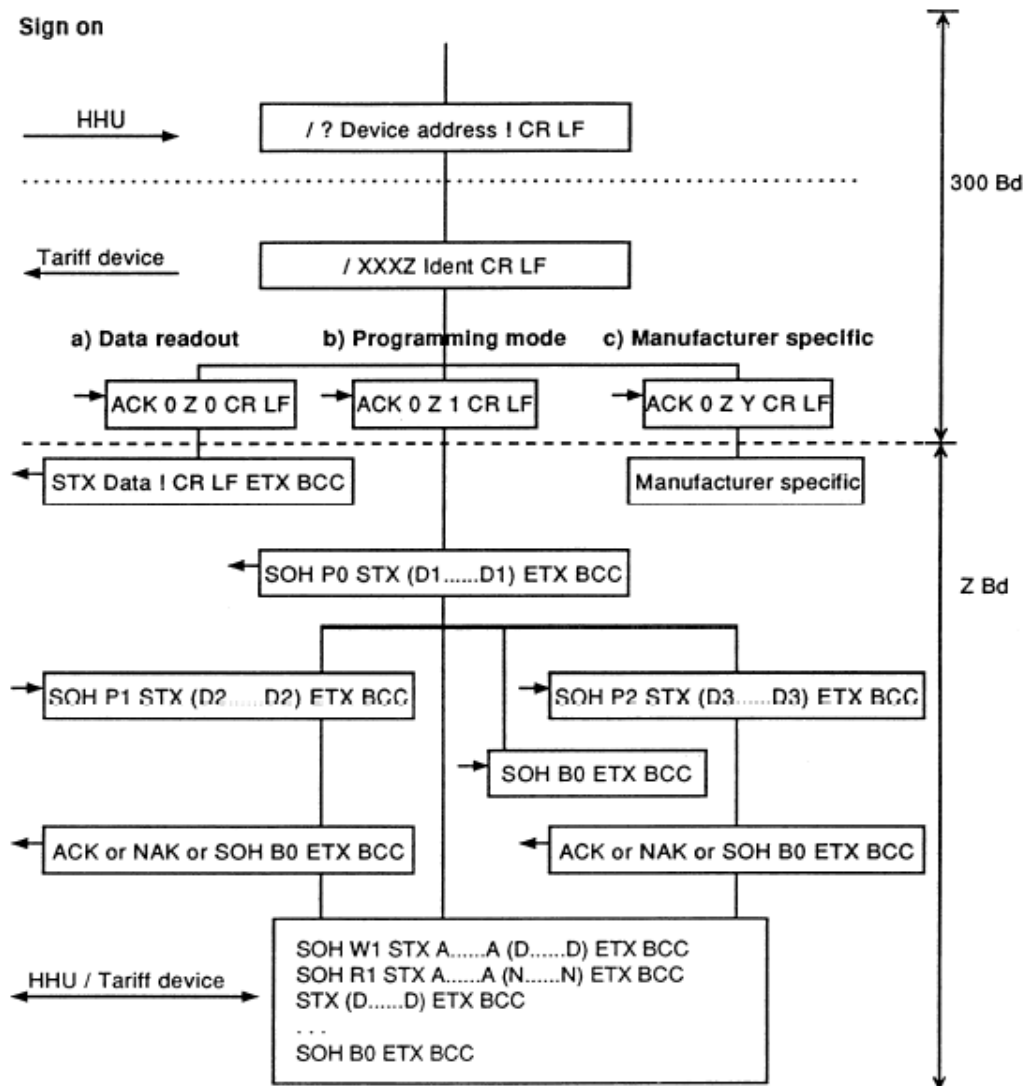 Sign on
HHU
/ ? Device address ! CR LF
300 Bd
Tariff device
/ XXXZ Ident CR LF
a) Data readout
b) Programming mode
c) Manufacturer specific
ACK 0 Z 0 CR LF
ACK 0 Z 1 CR LF
ACK 0 Z Y CR LF
STX Data ! CR LF ETX BCC
Manufacturer specific
SOH P0 STX (D1......D1) ETX BCC
Z Bd
SOH P1 STX (D2......D2) ETX BCC
SOH P2 STX (D3......D3) ETX BCC
SOH B0 ETX BCC
ACK or NAK or SOH B0 ETX BCC
ACK or NAK or SOH B0 ETX BCC
HHU / Tariff device
SOH W1 STX A......A (D......D) ETX BCC
SOH R1 STX A......A (N......N) ETX BCC
STX (D......D) ETX BCC
. . .
SOH B0 ETX BCC